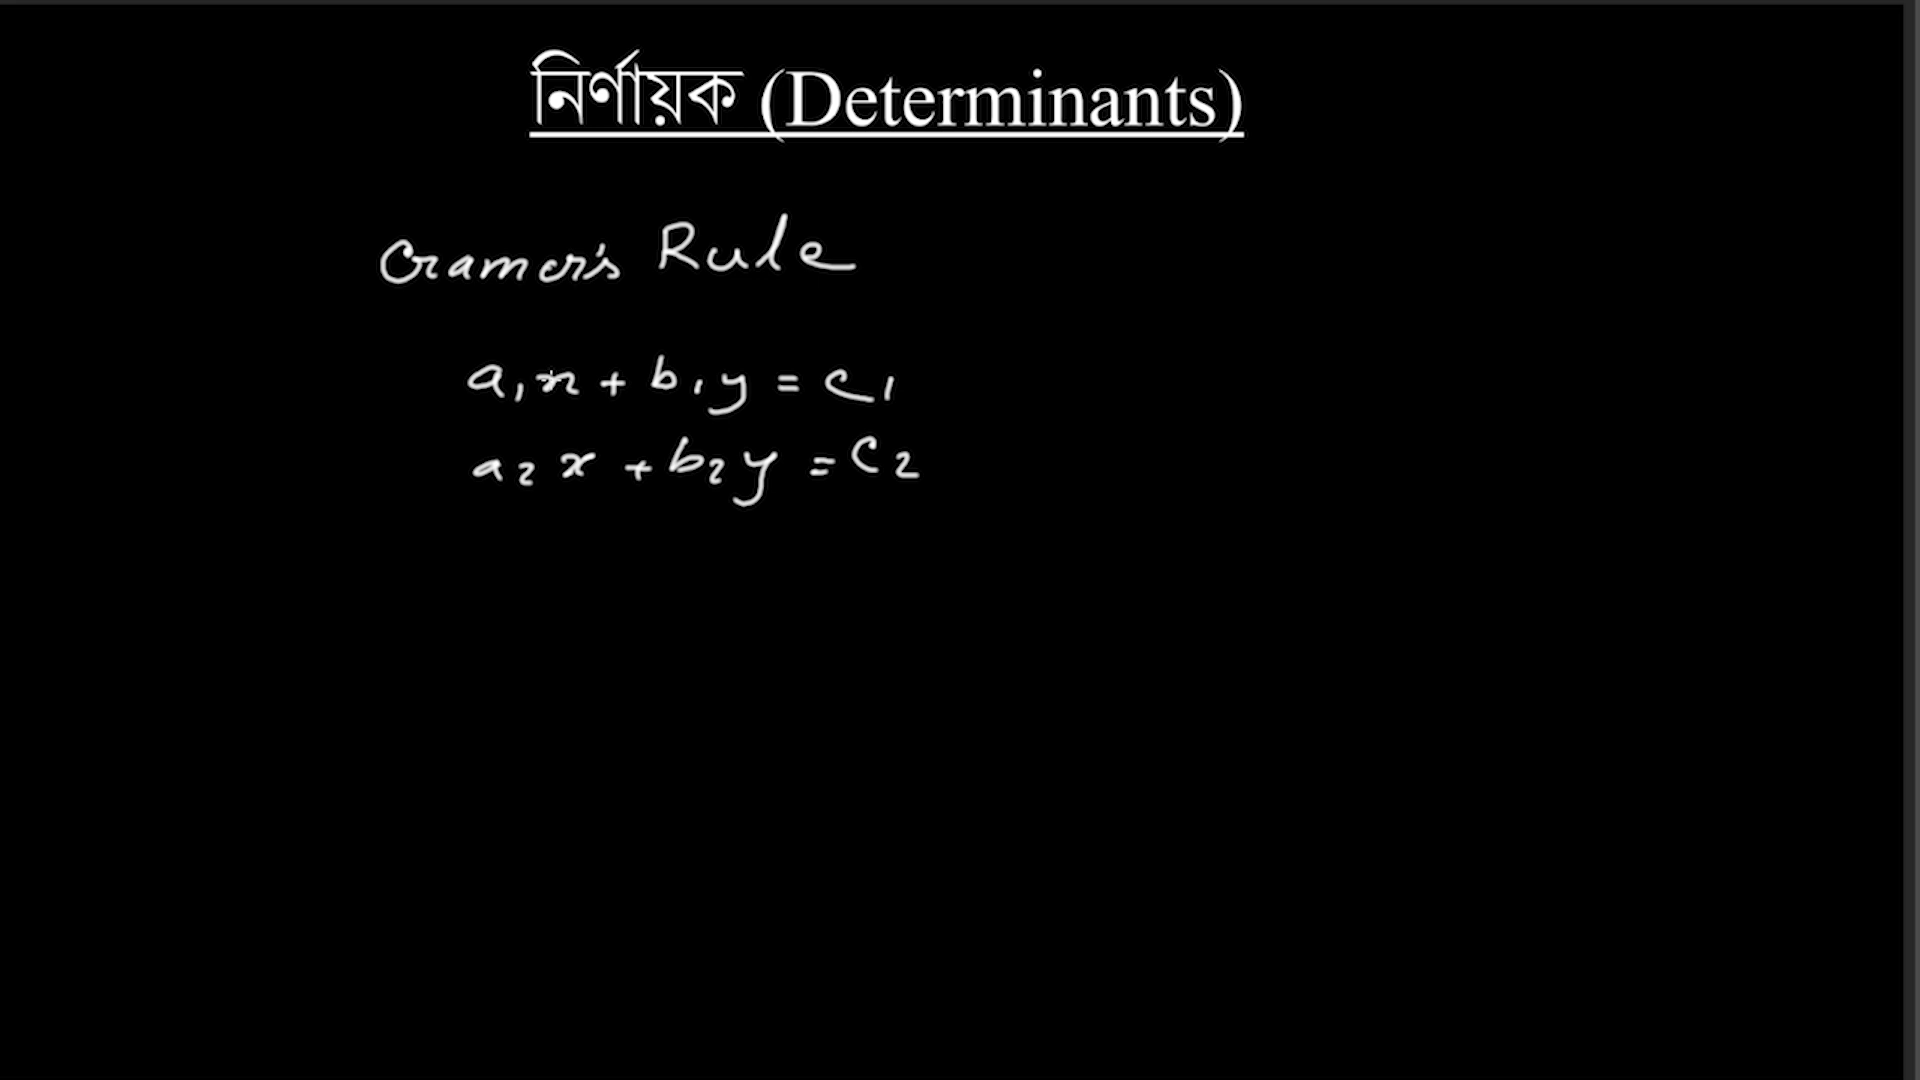 নির্ণায়ক (Determinants)
Cramer's Rule
a₁x + b₁y = c₁
a₂x + b₂y = c₂